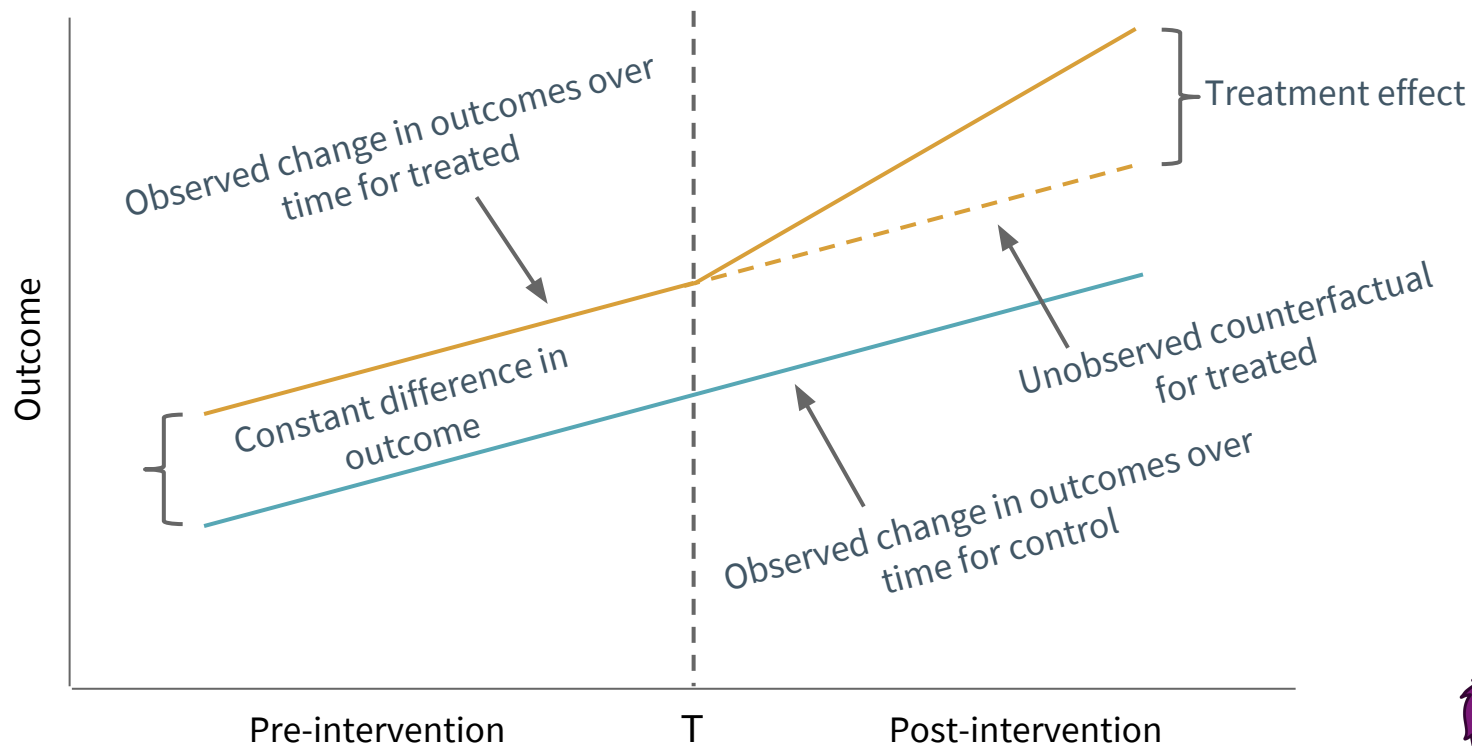 Observed change in outcomes over
time for treated
Treatment effect
Outcome
Constant difference in
outcome
Unobserved counterfactual
for treated
Observed change in outcomes over
time for control
Pre-intervention
T
Post-intervention